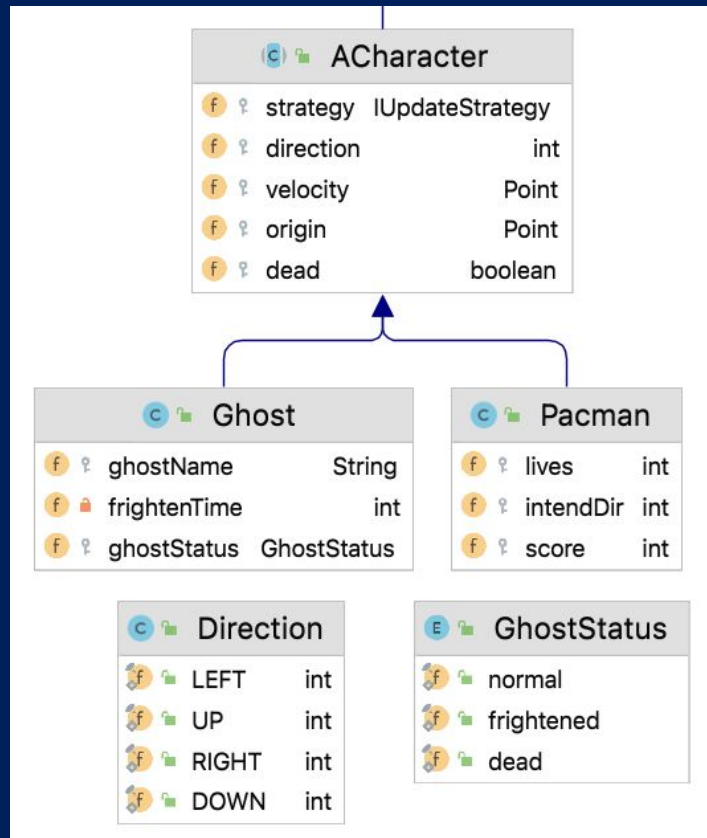 ACharacter
strategy IUpdateStrategy
direction int
velocity Point
origin Point
dead boolean
Ghost
ghostName String
frightenTime int
ghostStatus GhostStatus
Pacman
lives int
intendDir int
score int
Direction
LEFT int
UP int
RIGHT int
DOWN int
GhostStatus
normal
frightened
dead